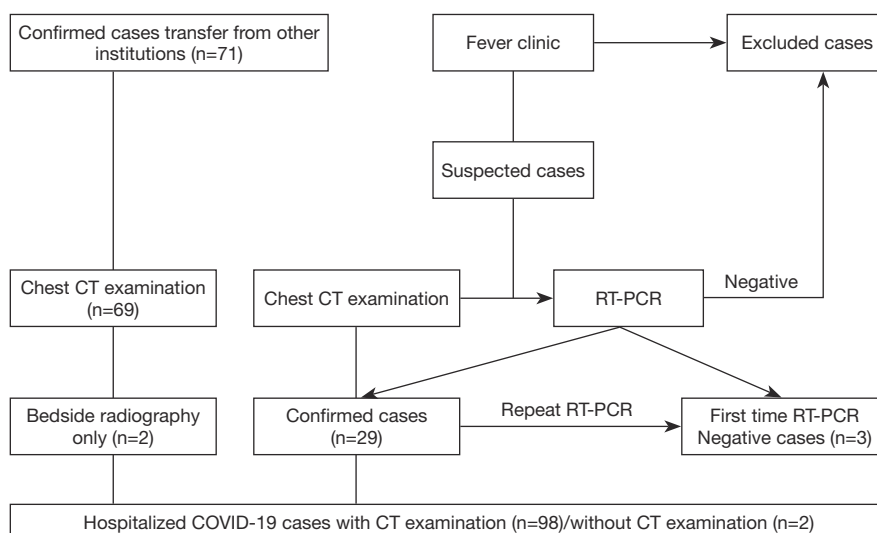 Confirmed cases transfer from other
institutions (n=71)
Fever clinic
Excluded cases
Suspected cases
Chest CT examination
(n=69)
Chest CT examination
RT-PCR
Negative
Bedside radiography
only (n=2)
Confirmed cases
(n=29)
Repeat RT-PCR
First time RT-PCR
Negative cases (n=3)
Hospitalized COVID-19 cases with CT examination (n=98)/without CT examination (n=2)